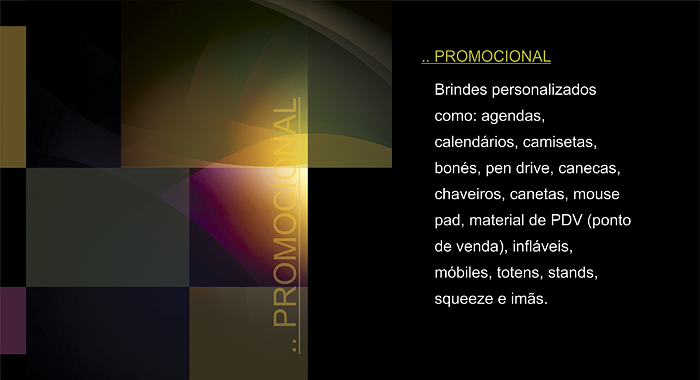 .. PROMOCIONAL
.. PROMOCIONAL
Brindes personalizados
como: agendas,
calendários, camisetas,
bonés, pen drive, canecas,
chaveiros, canetas, mouse
pad, material de PDV (ponto
de venda), infláveis,
móbiles, totens, stands,
squeeze e imãs.